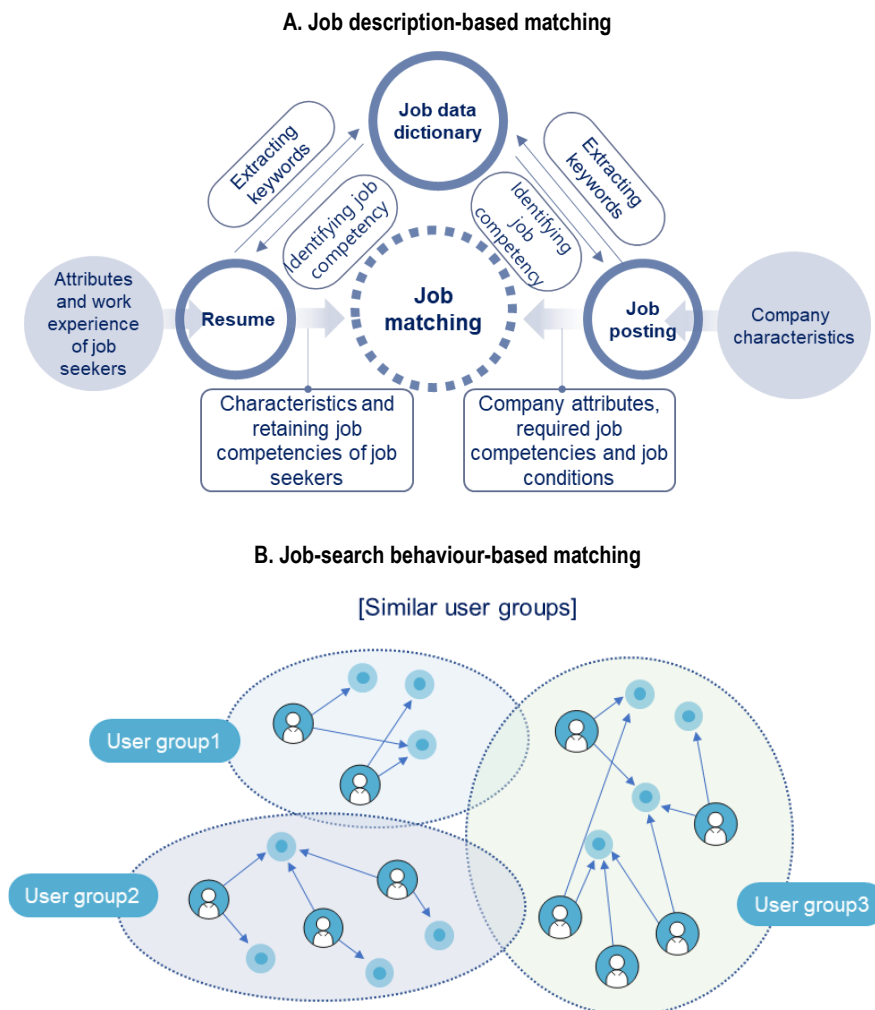 A. Job description-based matching
Job data
dictionary
Extracting
keywords
Identifying job
competency
Identifying
job
competency
Extracting
keywords
Attributes
and work
experience
of job
seekers
Resume
Job
matching
Job
posting
Company
characteristics
Characteristics and
retaining job
competencies of job
seekers
Company attributes,
required job
competencies and job
conditions
B. Job-search behaviour-based matching
[Similar user groups]
User group1
User group2
User group3